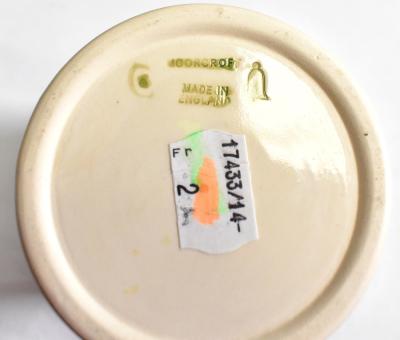 MOORCROFT
MADE IN
ENGLAND
17433/14-
Fr
2